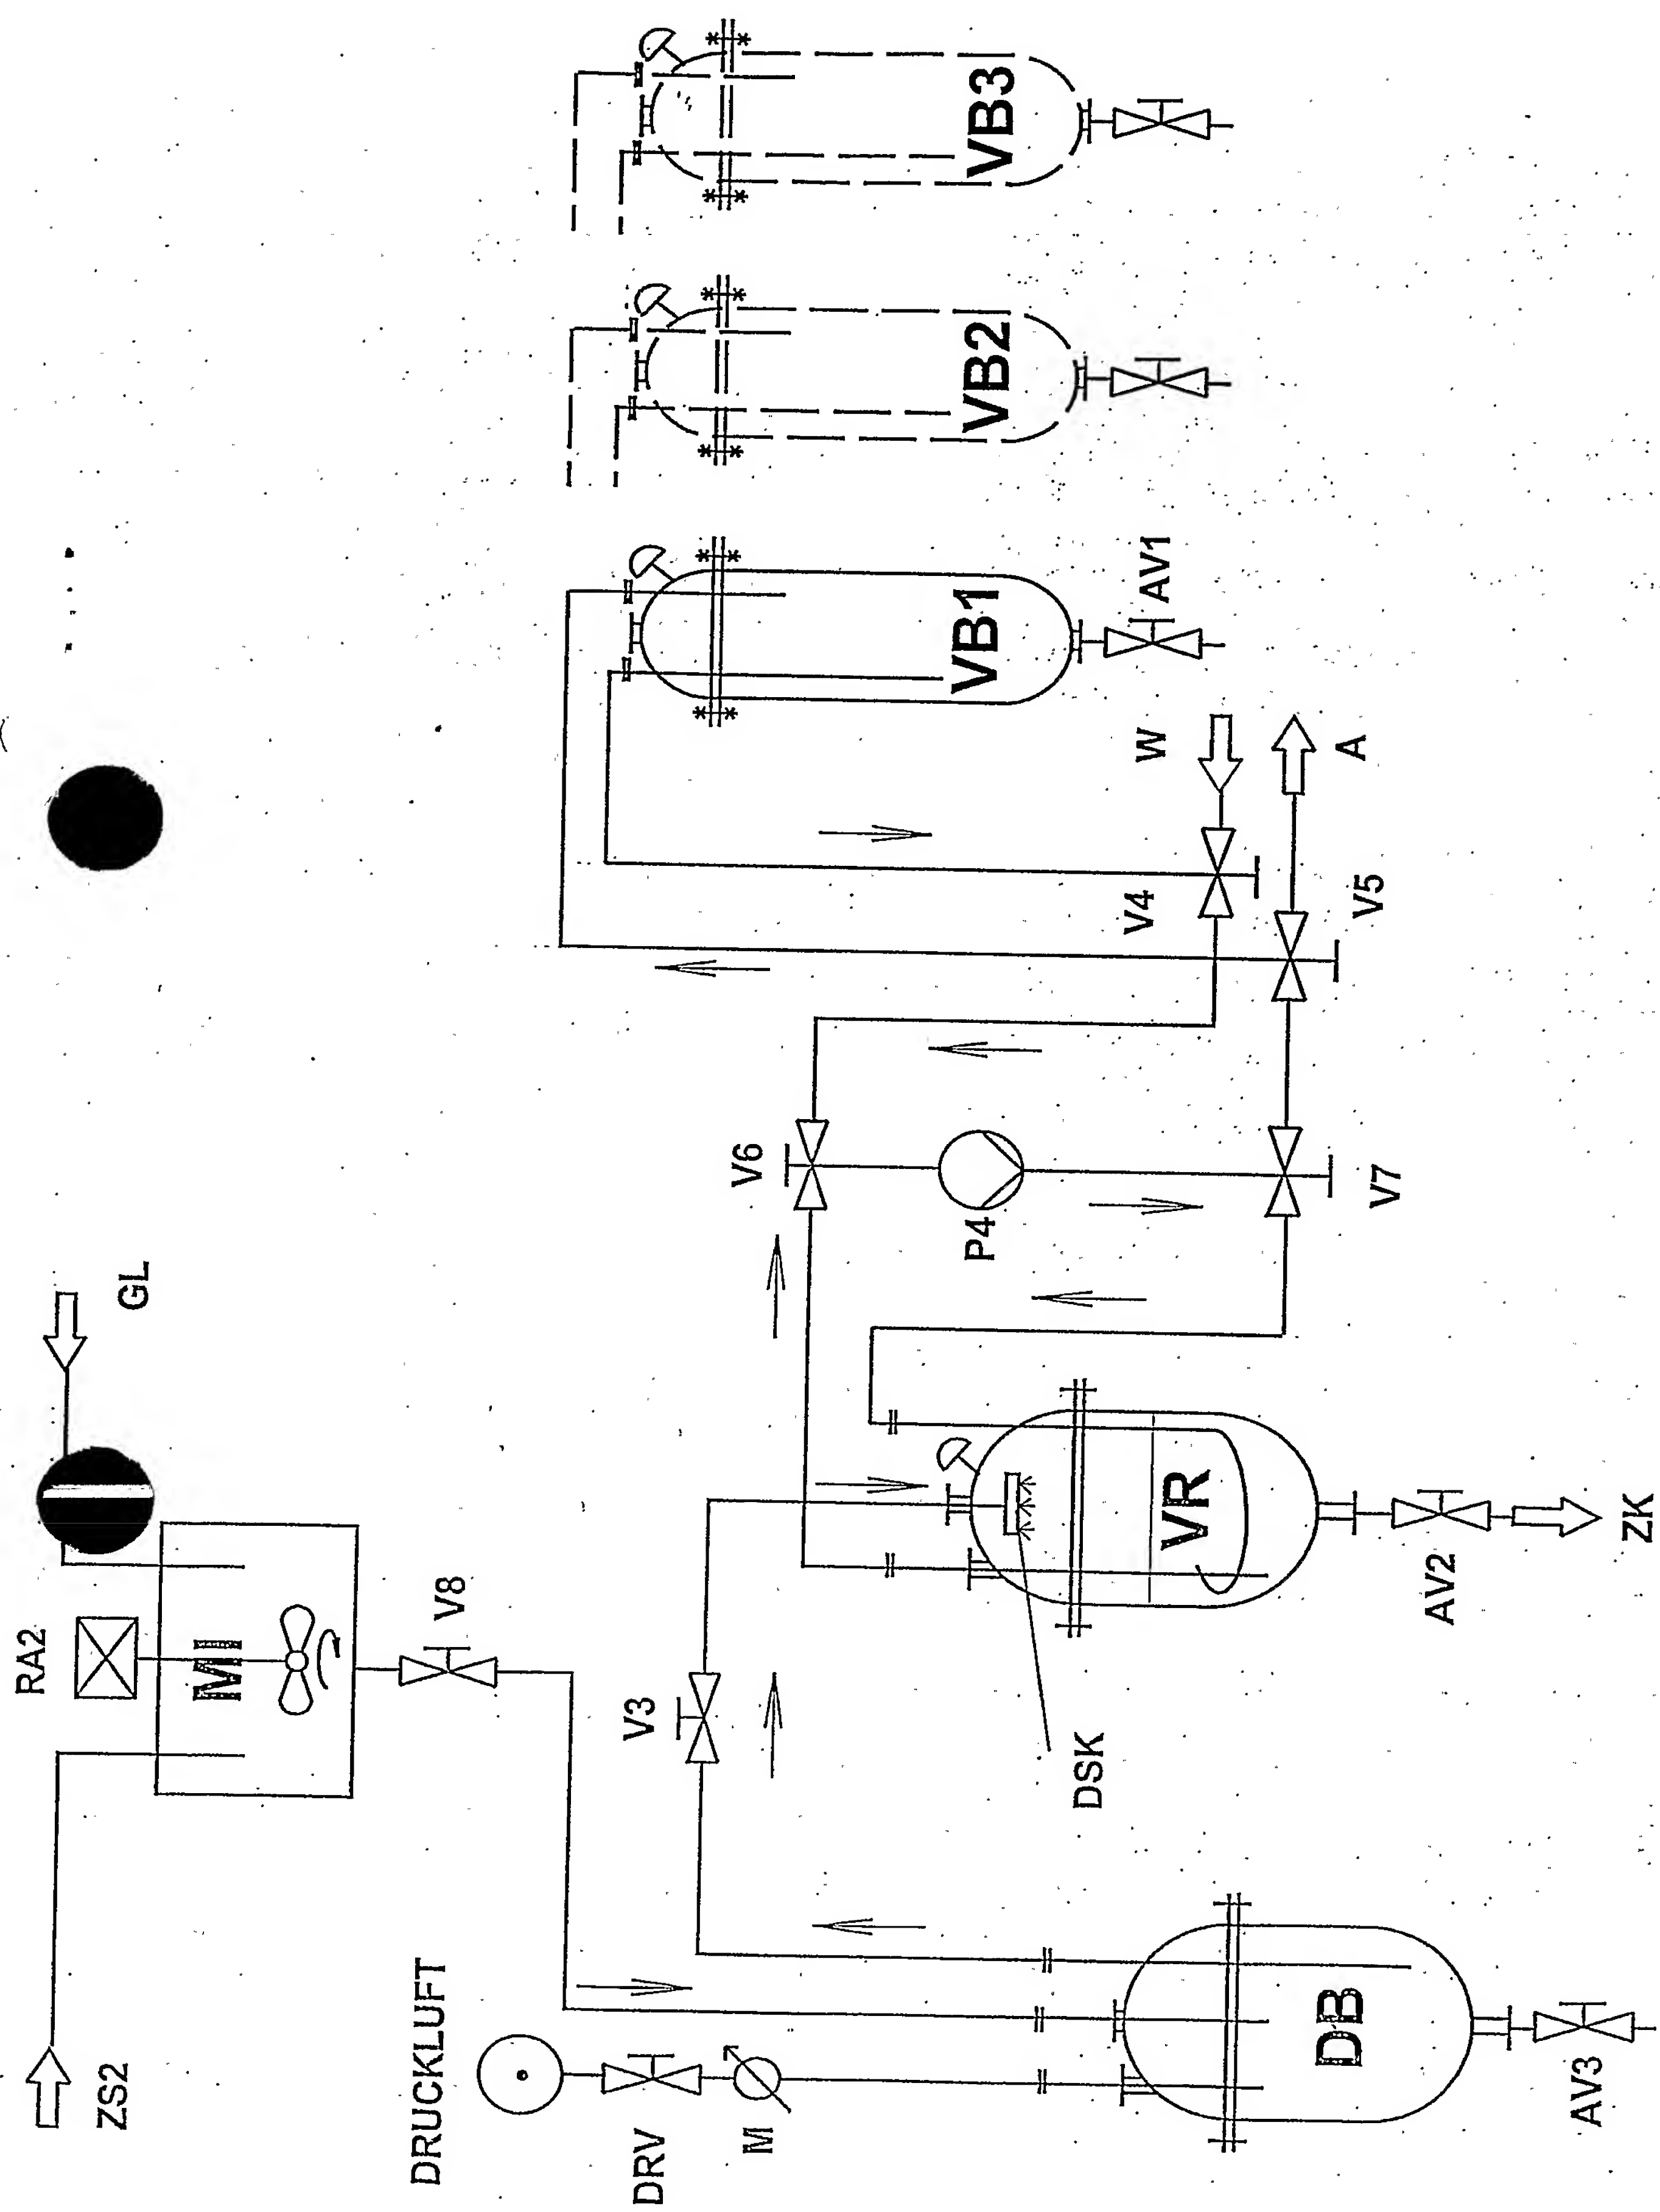 RA2
ZS2
GL
MI
DRUCKLUFT
V8
DRV
V3
V6
M
P4
VB1
VB2
VB3
DSK
V4
W
AV1
VR
DB
A
V5
V7
AV2
AV3
ZK